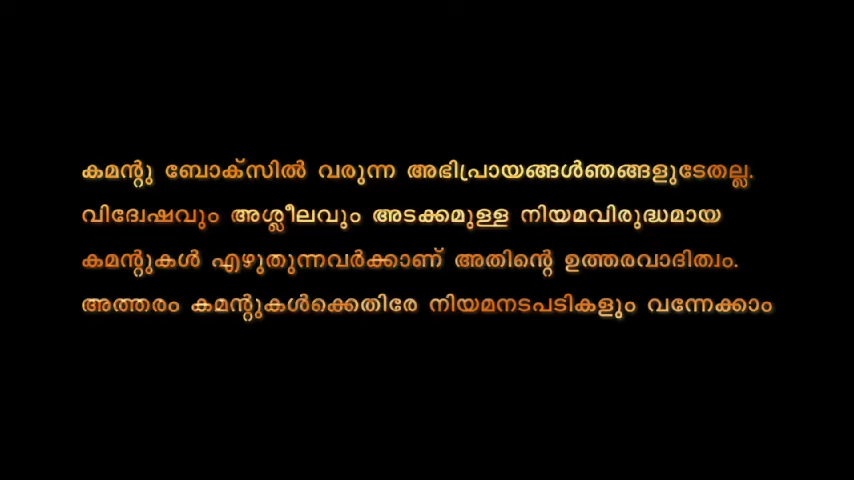 കമന്റു ബോക്സിൽ വരുന്ന അഭിപ്രായങ്ങൾഞങ്ങളുടേതല്ല.
വിദ്വേഷവും അശ്ലീലവും അടക്കമുള്ള നിയമവിരുദ്ധമായ
കമന്റുകൾ എഴുതുന്നവർക്കാണ് അതിന്റെ ഉത്തരവാദിത്വം.
അത്തരം കമന്റുകൾക്കെതിരേ നിയമനടപടികളും വന്നേക്കാം